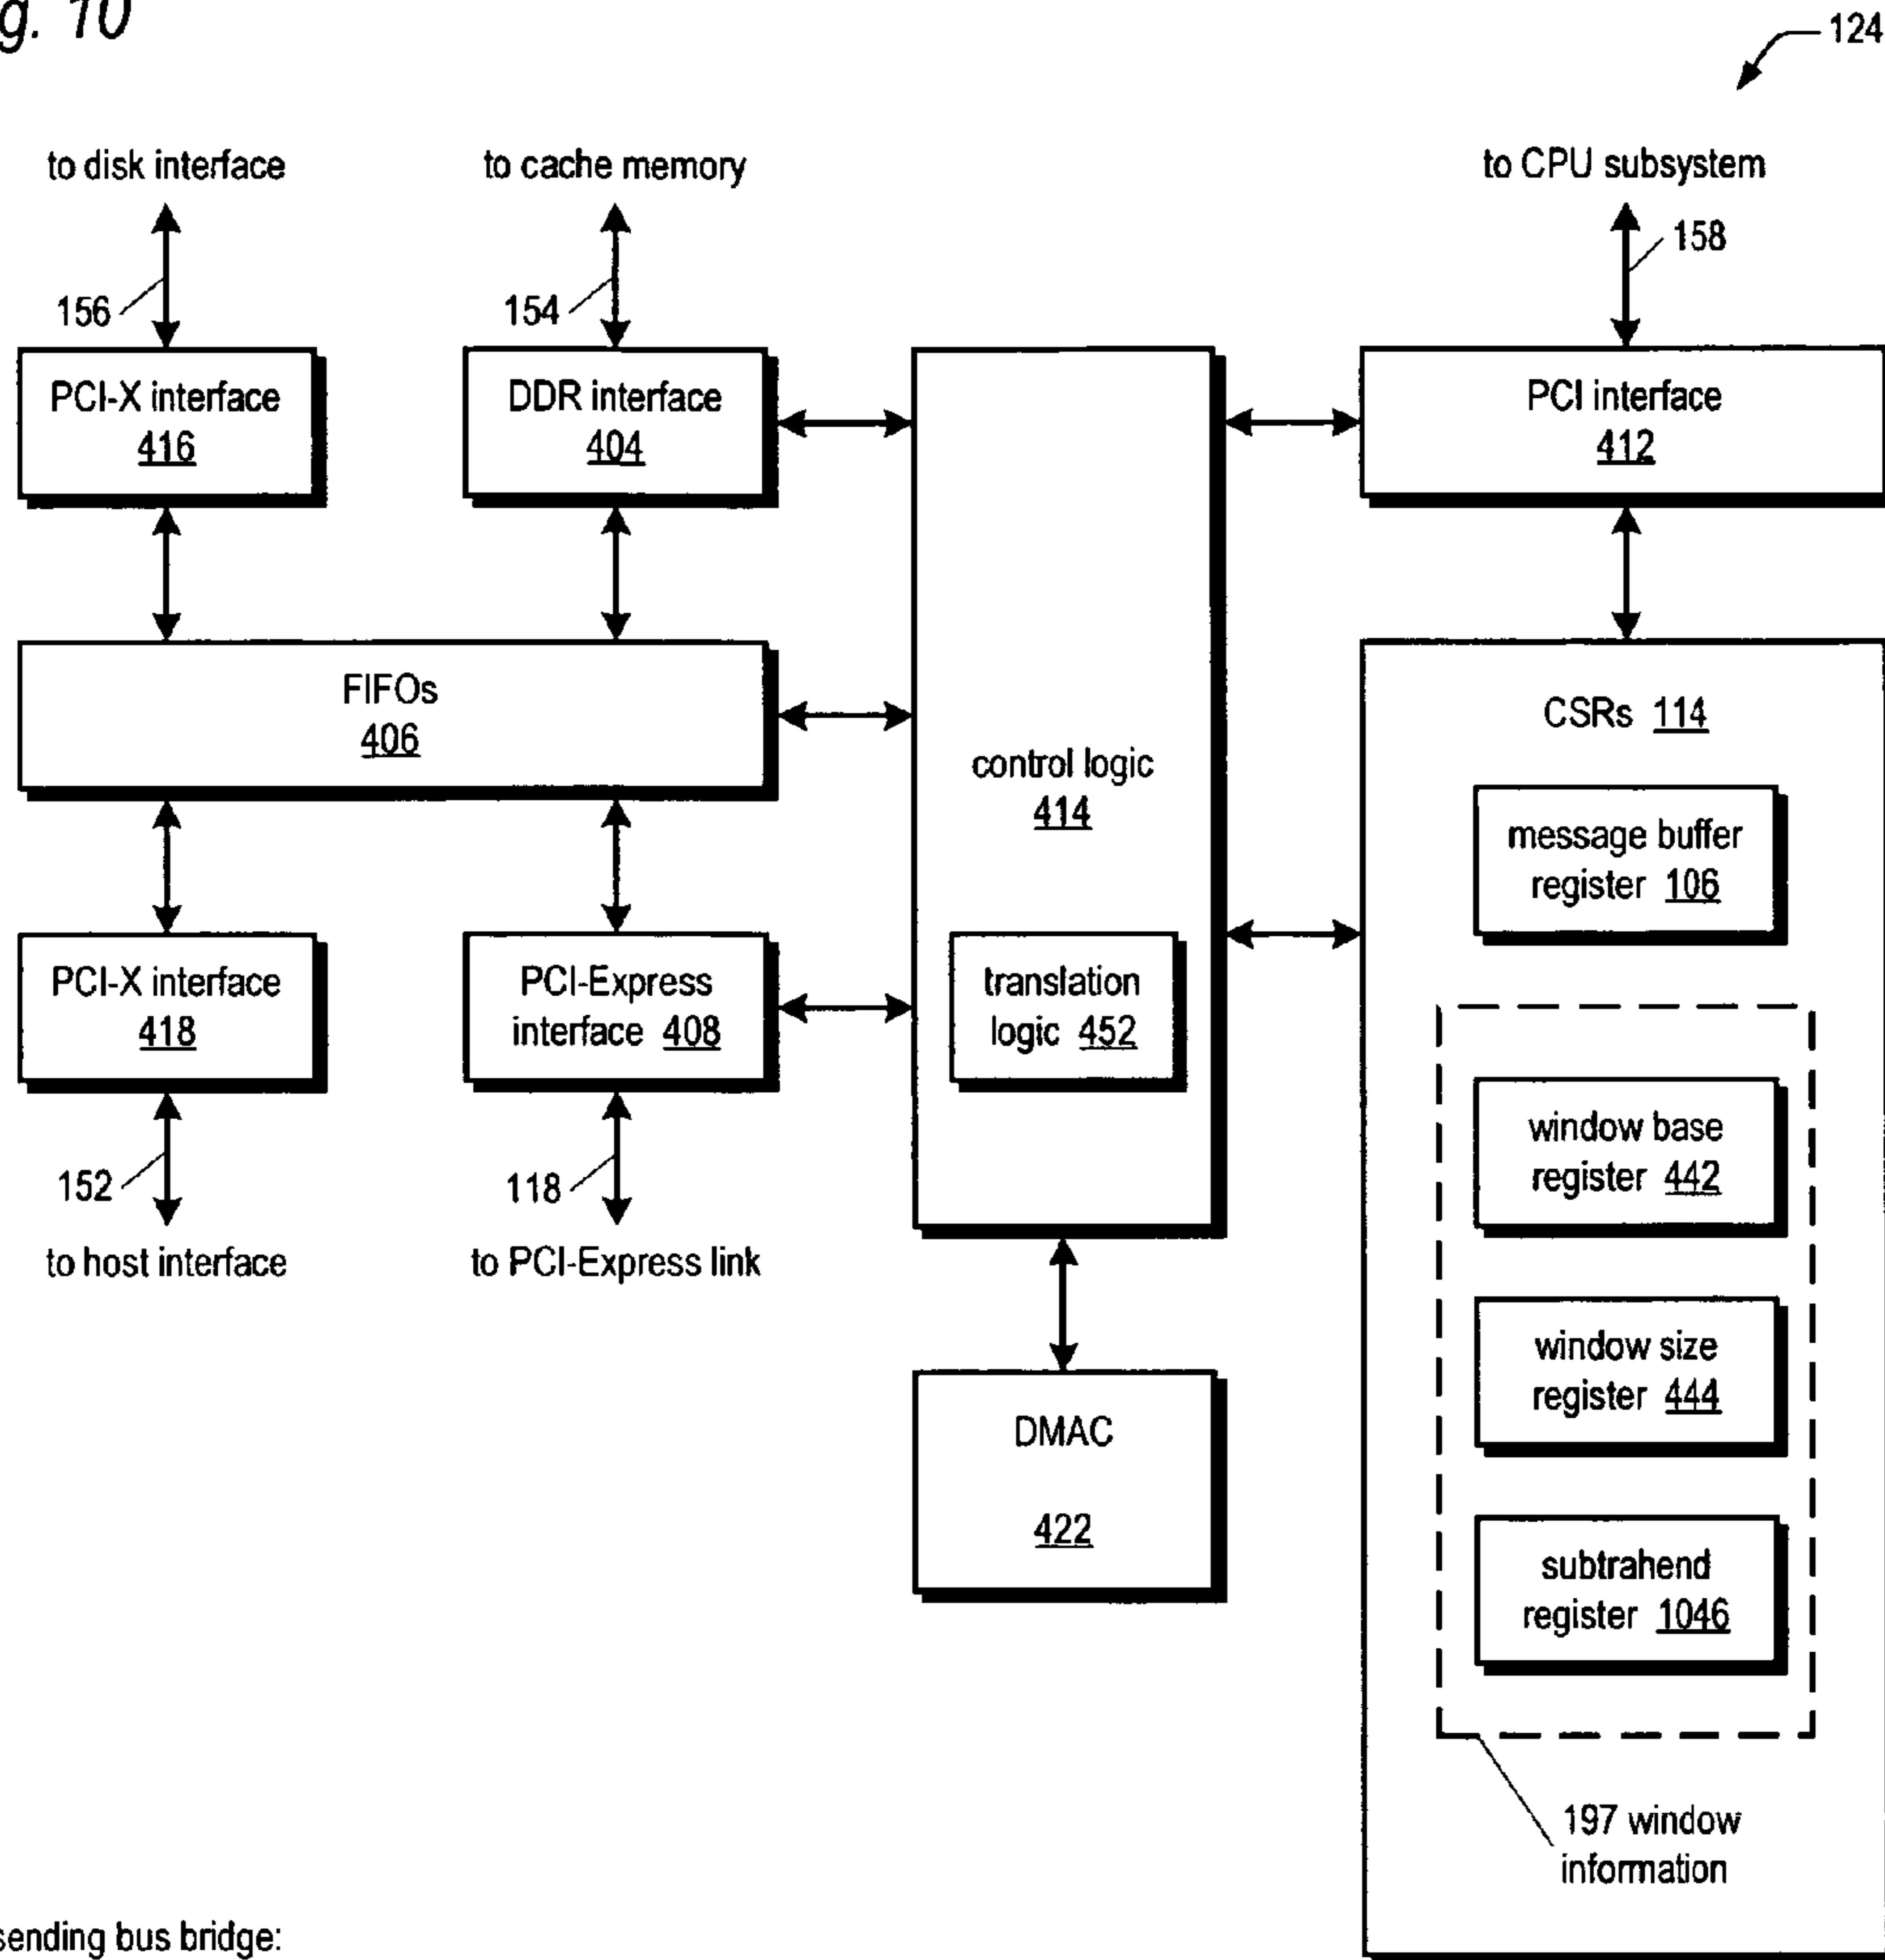 g. 10
124
to disk interface
to cache memory
to CPU subsystem
156
154
158
PCI-X interface
416
DDR interface
404
PCI interface
412
FIFOs
406
control logic
414
CSRs 114
message buffer
register 106
PCI-X interface
418
PCI-Express
interface 408
translation
logic 452
window base
register 442
152
118
to host interface
to PCI-Express link
window size
register 444
DMAC
422
subtrahend
register 1046
197 window
information
sending bus bridge: